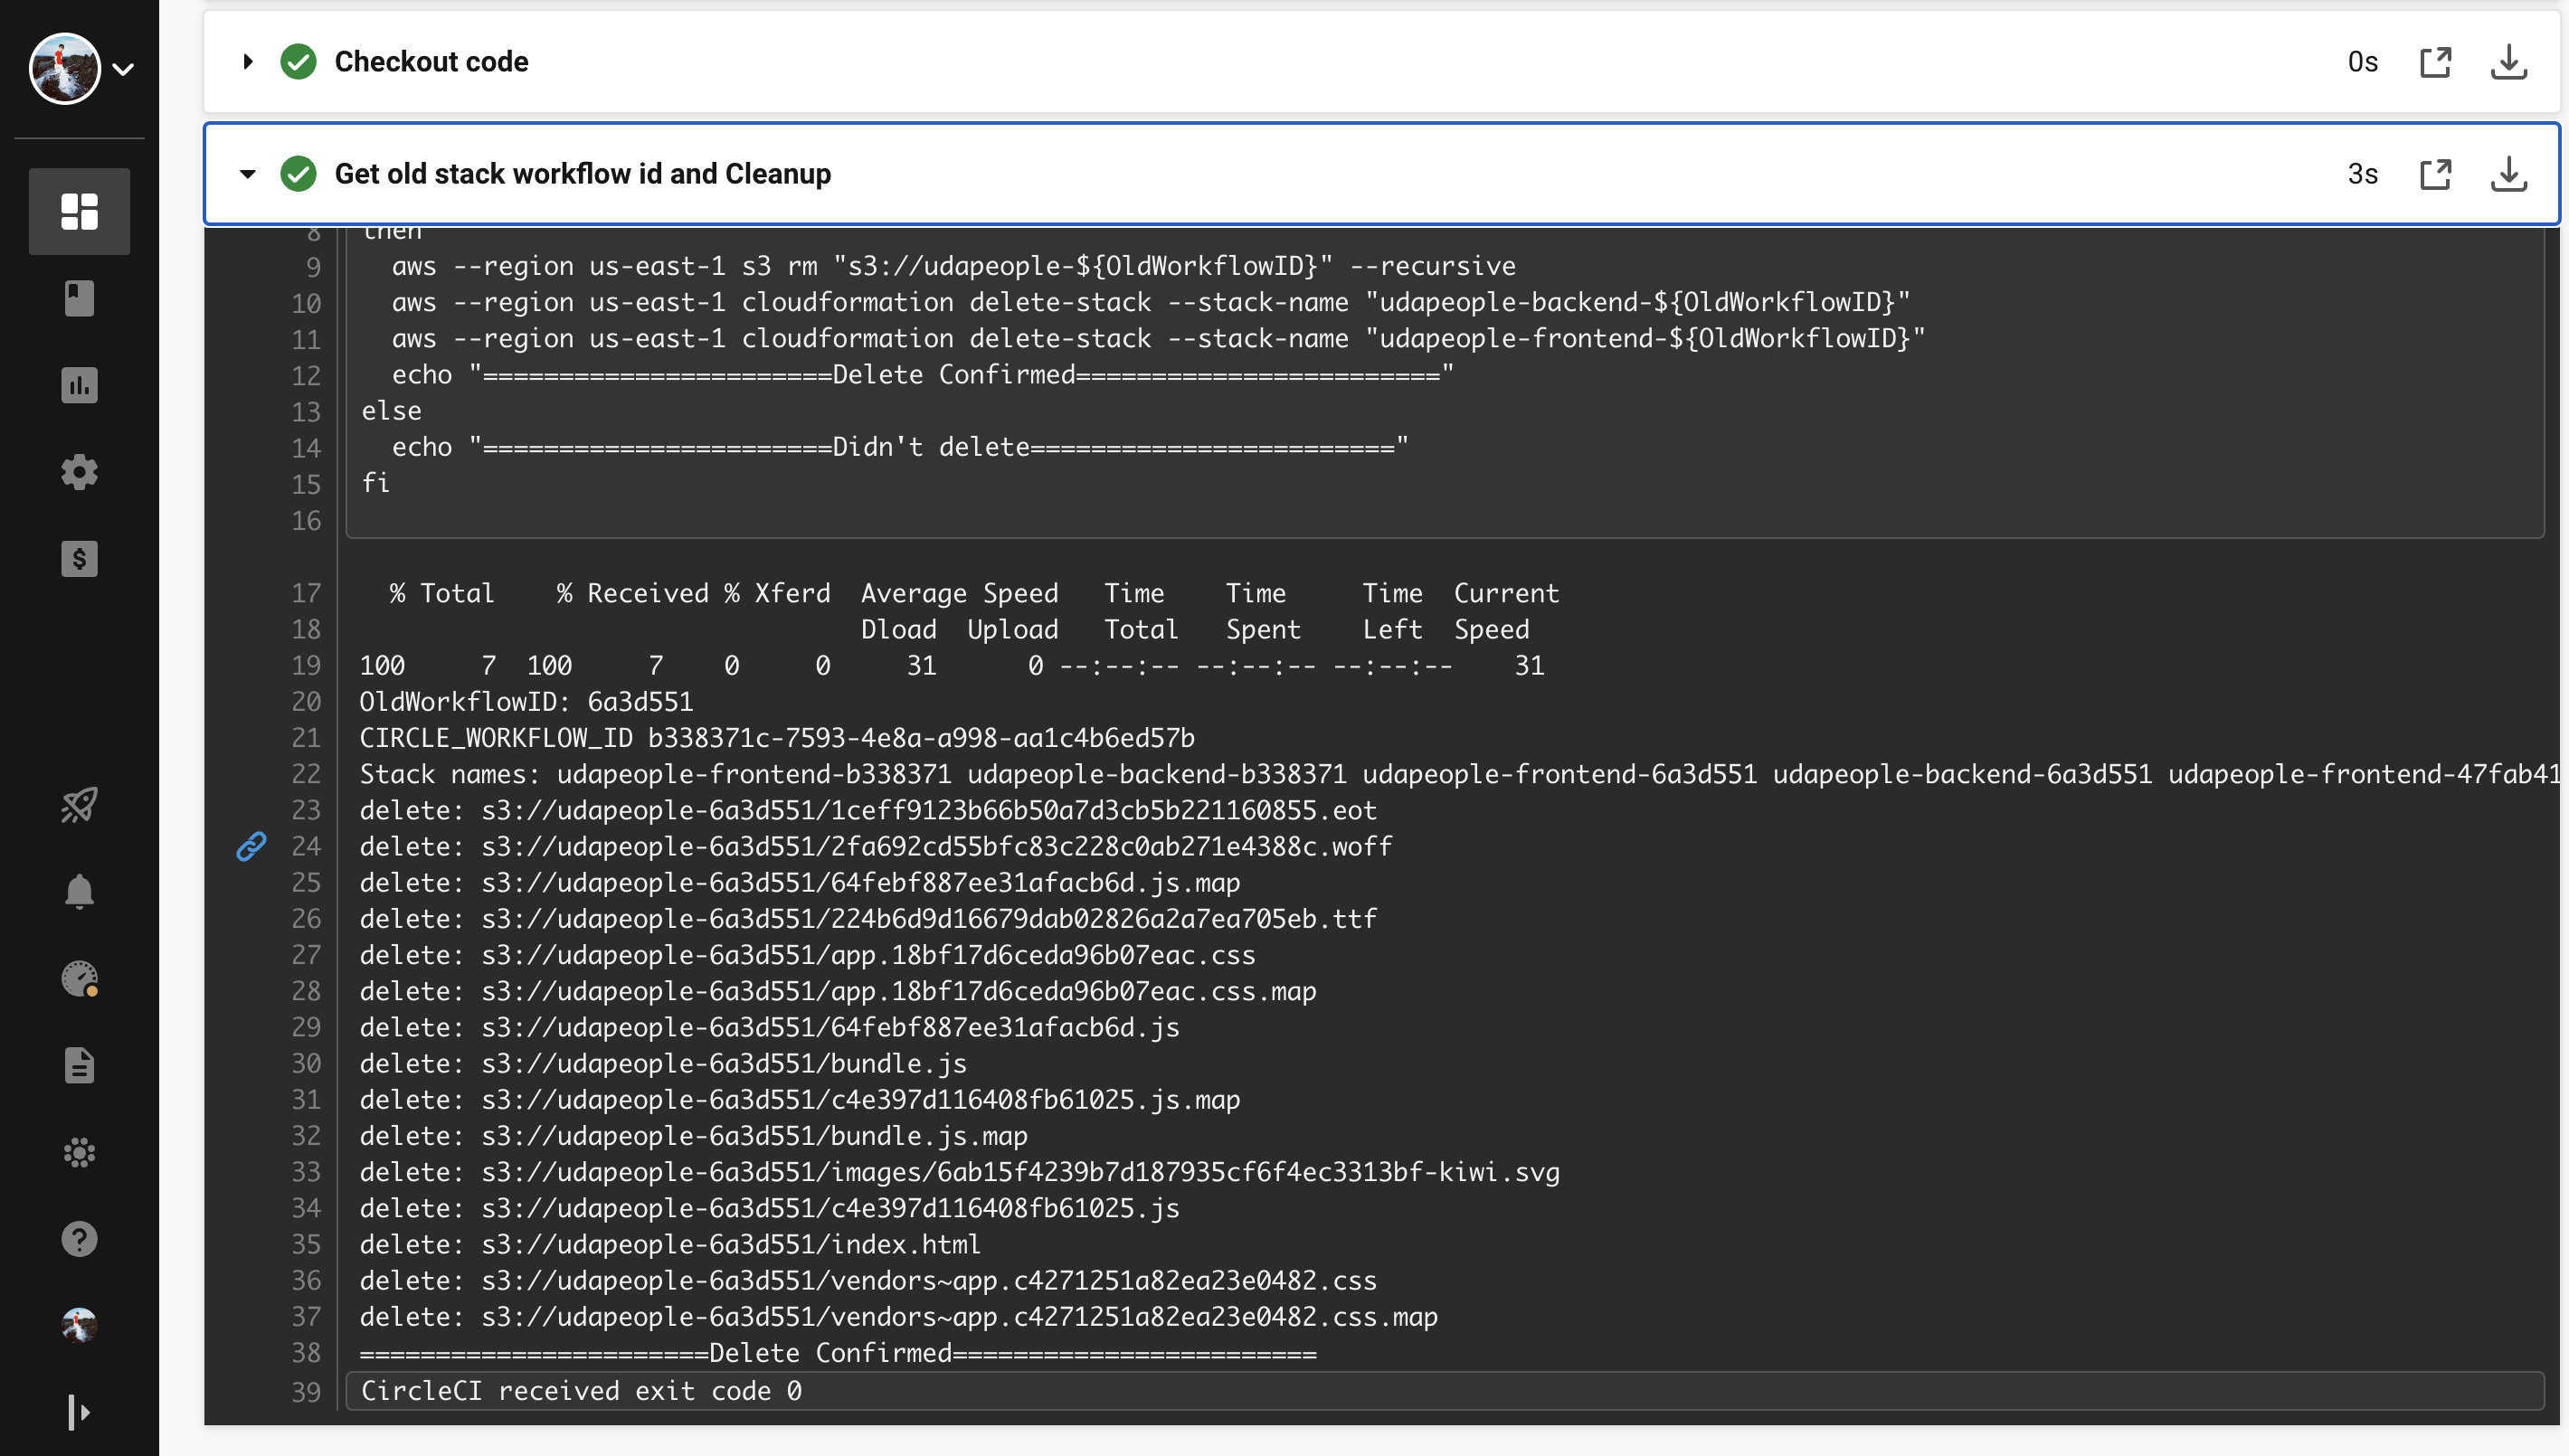 Checkout code 0s
Get old stack workflow id and Cleanup 3s
8 then
9   aws --region us-east-1 s3 rm "s3://udapeople-${OldWorkflowID}" --recursive
10   aws --region us-east-1 cloudformation delete-stack --stack-name "udapeople-backend-${OldWorkflowID}"
11   aws --region us-east-1 cloudformation delete-stack --stack-name "udapeople-frontend-${OldWorkflowID}"
12   echo "=======================Delete Confirmed========================"
13 else
14   echo "=======================Didn't delete========================"
15 fi
16
17   % Total    % Received % Xferd  Average Speed   Time    Time     Time  Current
18                                  Dload  Upload   Total   Spent    Left  Speed
19 100     7  100     7    0     0     31      0 --:--:-- --:--:-- --:--:--    31
20 OldWorkflowID: 6a3d551
21 CIRCLE_WORKFLOW_ID b338371c-7593-4e8a-a998-aa1c4b6ed57b
22 Stack names: udapeople-frontend-b338371 udapeople-backend-b338371 udapeople-frontend-6a3d551 udapeople-backend-6a3d551 udapeople-frontend-47fab41
23 delete: s3://udapeople-6a3d551/1ceff9123b66b50a7d3cb5b221160855.eot
24 delete: s3://udapeople-6a3d551/2fa692cd55bfc83c228c0ab271e4388c.woff
25 delete: s3://udapeople-6a3d551/64febf887ee31afacb6d.js.map
26 delete: s3://udapeople-6a3d551/224b6d9d16679dab02826a2a7ea705eb.ttf
27 delete: s3://udapeople-6a3d551/app.18bf17d6ceda96b07eac.css
28 delete: s3://udapeople-6a3d551/app.18bf17d6ceda96b07eac.css.map
29 delete: s3://udapeople-6a3d551/64febf887ee31afacb6d.js
30 delete: s3://udapeople-6a3d551/bundle.js
31 delete: s3://udapeople-6a3d551/c4e397d116408fb61025.js.map
32 delete: s3://udapeople-6a3d551/bundle.js.map
33 delete: s3://udapeople-6a3d551/images/6ab15f4239b7d187935cf6f4ec3313bf-kiwi.svg
34 delete: s3://udapeople-6a3d551/c4e397d116408fb61025.js
35 delete: s3://udapeople-6a3d551/index.html
36 delete: s3://udapeople-6a3d551/vendors~app.c4271251a82ea23e0482.css
37 delete: s3://udapeople-6a3d551/vendors~app.c4271251a82ea23e0482.css.map
38 =======================Delete Confirmed========================
39 CircleCI received exit code 0